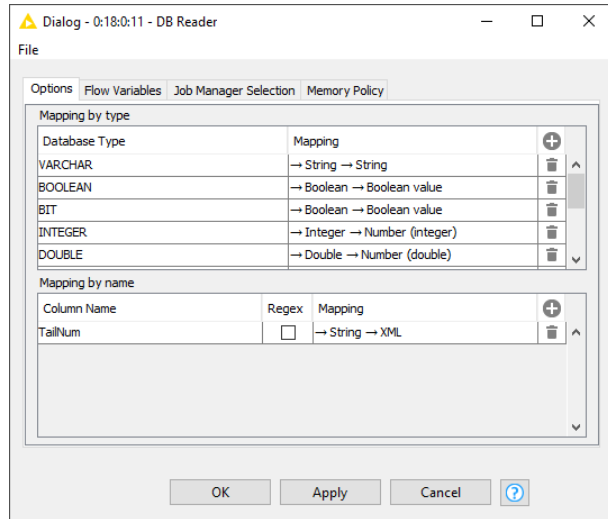 Dialog - 0:18:0:11 - DB Reader
File
Options Flow Variables Job Manager Selection Memory Policy
Mapping by type
Database Type Mapping
VARCHAR → String → String
BOOLEAN → Boolean → Boolean value
BIT → Boolean → Boolean value
INTEGER → Integer → Number (integer)
DOUBLE → Double → Number (double)
Mapping by name
Column Name Regex Mapping
TailNum → String → XML
OK Apply Cancel ?